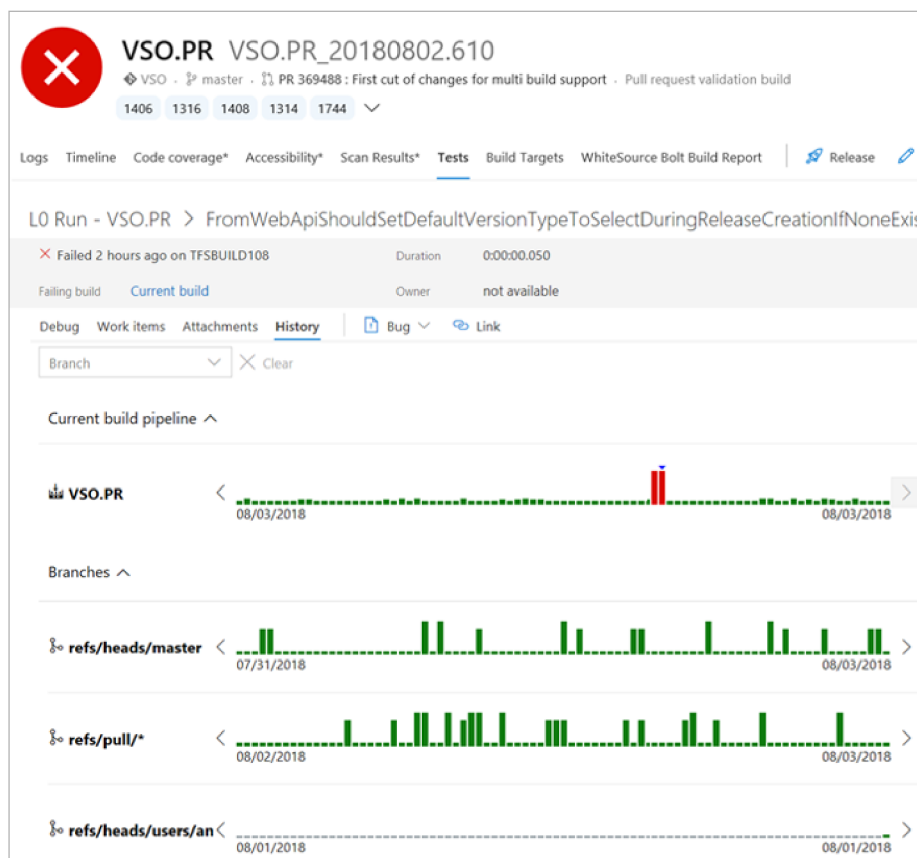 VSO.PR VSO.PR_20180802.610
VSO · master · PR 369488 : First cut of changes for multi build support · Pull request validation build
1406 1316 1408 1314 1744
Logs Timeline Code coverage* Accessibility* Scan Results* Tests Build Targets WhiteSource Bolt Build Report Release
L0 Run - VSO.PR > FromWebApiShouldSetDefaultVersionTypeToSelectDuringReleaseCreationIfNoneExis
Failed 2 hours ago on TFSBUILD108 Duration 0:00:00.050
Failing build Current build Owner not available
Debug Work items Attachments History Bug Link
Branch Clear
Current build pipeline
VSO.PR
08/03/2018 08/03/2018
Branches
refs/heads/master
07/31/2018 08/03/2018
refs/pull/*
08/02/2018 08/03/2018
refs/heads/users/an
08/01/2018 08/01/2018